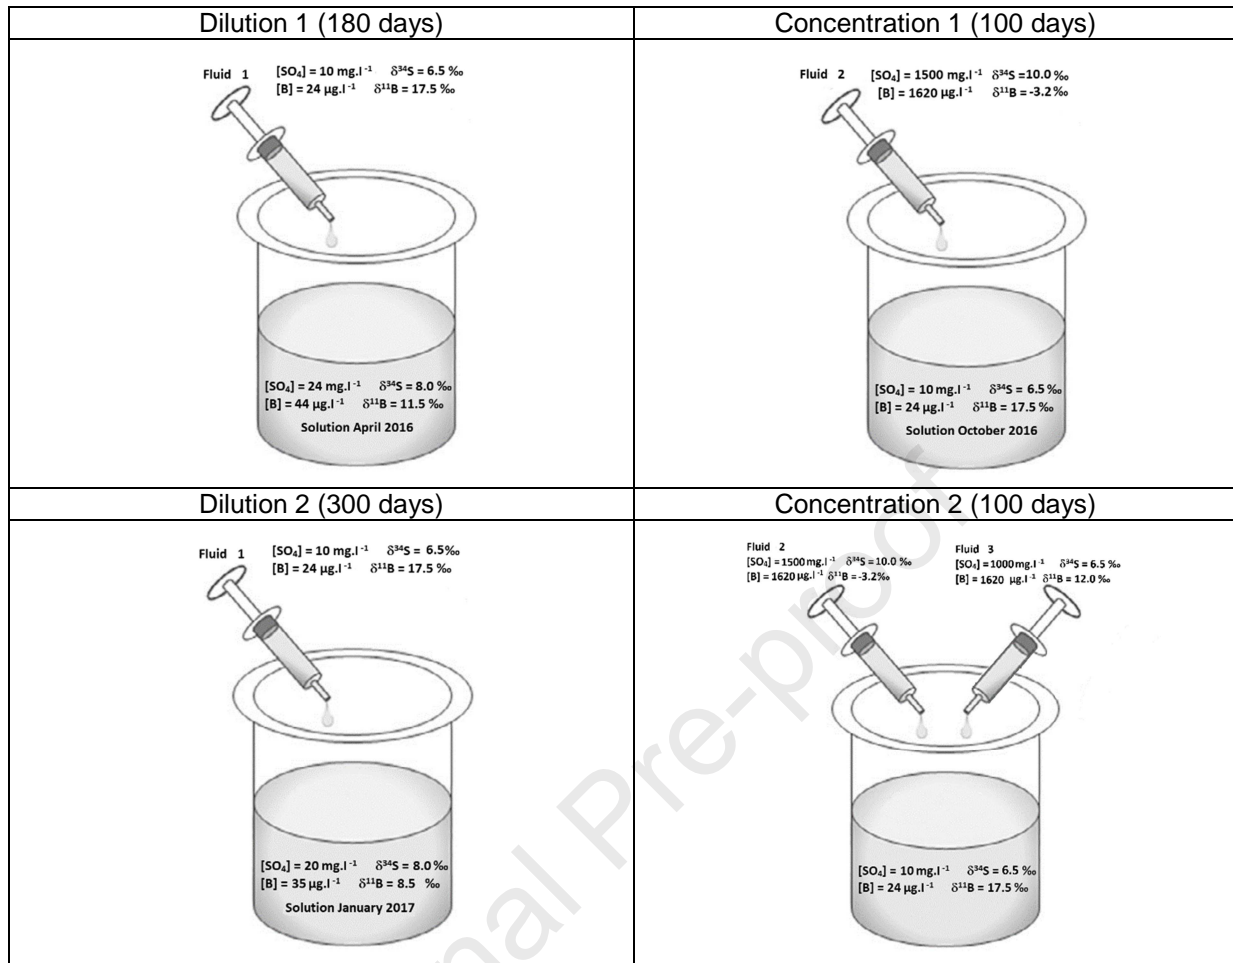 Dilution 1 (180 days)
Concentration 1 (100 days)
Fluid 1 [SO₄] = 10 mg.l⁻¹ δ³⁴S = 6.5 ‰
[B] = 24 µg.l⁻¹ δ¹¹B = 17.5 ‰
[SO₄] = 24 mg.l⁻¹ δ³⁴S = 8.0 ‰
[B] = 44 µg.l⁻¹ δ¹¹B = 11.5 ‰
Solution April 2016
Fluid 2 [SO₄] = 1500 mg.l⁻¹ δ³⁴S =10.0 ‰
[B] = 1620 µg.l⁻¹ δ¹¹B = -3.2‰
[SO₄] = 10 mg.l⁻¹ δ³⁴S = 6.5 ‰
[B] = 24 µg.l⁻¹ δ¹¹B = 17.5 ‰
Solution October 2016
Dilution 2 (300 days)
Concentration 2 (100 days)
Fluid 1 [SO₄] = 10 mg.l⁻¹ δ³⁴S = 6.5‰
[B] = 24 µg.l⁻¹ δ¹¹B = 17.5 ‰
[SO₄] = 20 mg.l⁻¹ δ³⁴S = 8.0‰
[B] = 35 µg.l⁻¹ δ¹¹B = 8.5 ‰
Solution January 2017
Fluid 2
[SO₄] = 1500 mg.l⁻¹ δ³⁴S =10.0 ‰
[B] = 1620 µg.l⁻¹ δ¹¹B = -3.2‰
Fluid 3
[SO₄] = 1000 mg.l⁻¹ δ³⁴S = 6.5 ‰
[B] = 1620 µg.l⁻¹ δ¹¹B = 12.0 ‰
[SO₄] = 10 mg.l⁻¹ δ³⁴S = 6.5 ‰
[B] = 24 µg.l⁻¹ δ¹¹B = 17.5 ‰
nal Pre-proof